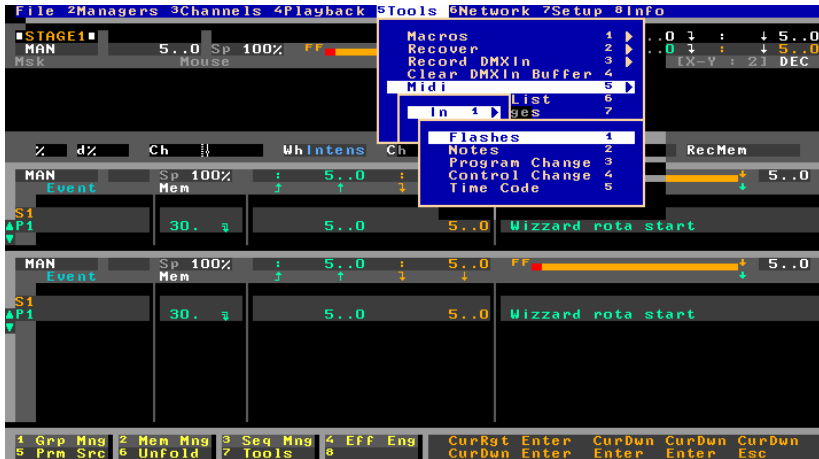 File 2Managers 3Channels 4Playback 5Tools 6Network 7Setup 8Info
STAGE1
MAN 5..0 Sp 100% FF
Msk Mouse
Macros 1
Recover 2
Record DMXIn 3
Clear DMXIn Buffer 4
Midi 5
List 6
ges 7
In 1
Flashes 1
Notes 2
Program Change 3
Control Change 4
Time Code 5
..0 : 5..0
..0 : 5..0
[X-Y : 2] DEC
% d% Ch WhIntens Ch RecMem
MAN Sp 100% : 5..0 : 5..0
Event Mem
S1
P1 30. 5..0 5..0 Wizzard rota start
MAN Sp 100% : 5..0 : 5..0 FF 5..0
Event Mem
S1
P1 30. 5..0 5..0 Wizzard rota start
1 Grp Mng 2 Mem Mng 3 Seq Mng 4 Eff Eng CurRgt Enter CurDwn CurDwn CurDwn
5 Prm Src 6 Unfold 7 Tools 8 CurDwn Enter Enter Enter Esc